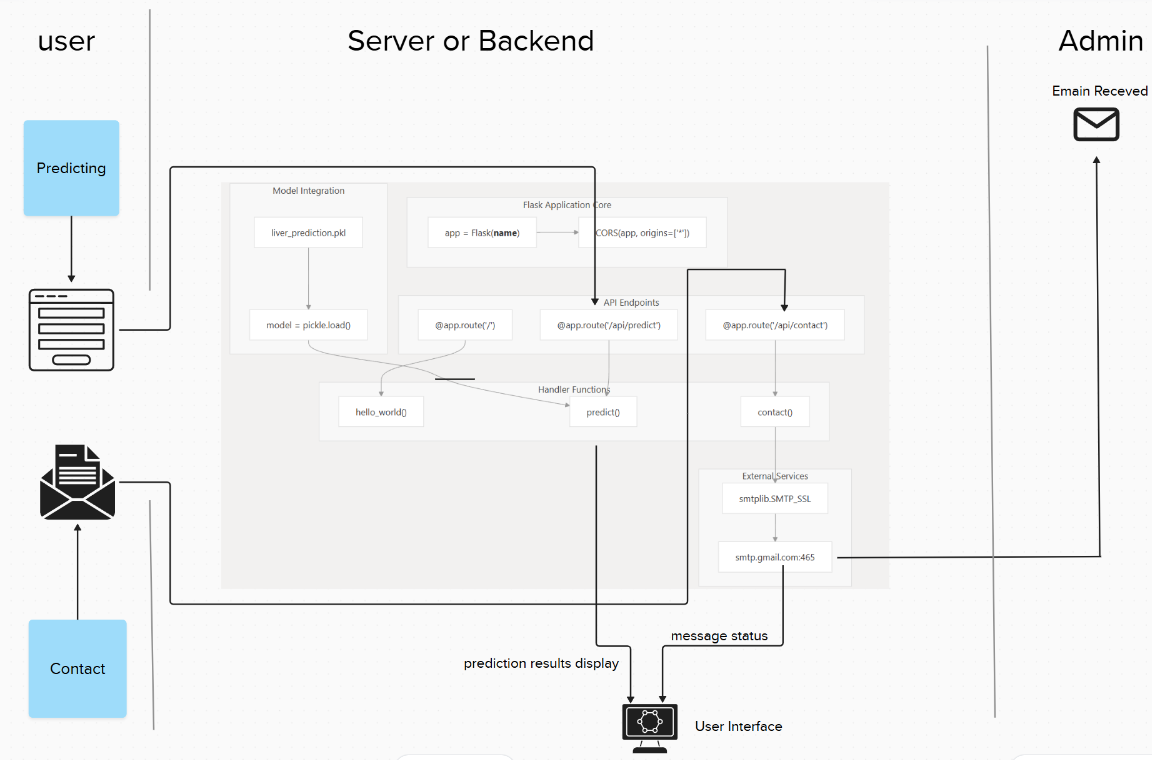 user
Server or Backend
Admin
Emain Receved
Predicting
Model Integration
Flask Application Core
liver_prediction.pkl
app = Flask(name)
CORS(app, origins=['*'])
API Endpoints
model = pickle.load()
@app.route('/')
@app.route('/api/predict')
@app.route('/api/contact')
Handler Functions
hello_world()
predict()
contact()
External Services
smtplib.SMTP_SSL
smtp.gmail.com:465
Contact
message status
prediction results display
User Interface